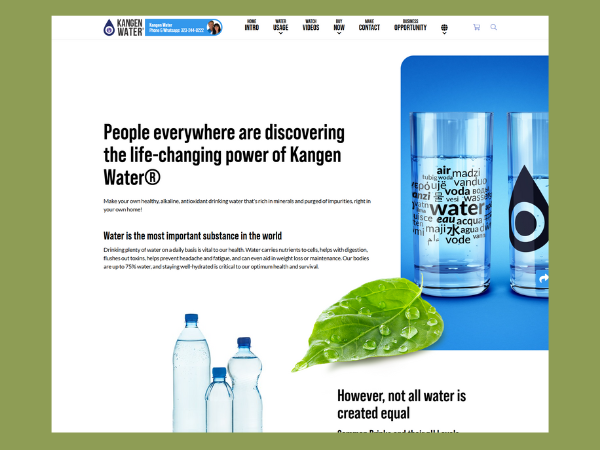 KANGEN
WATER®
Kangen Water
HOME
INTRO
WATER
USAGE
WATCH
VIDEOS
BUY
NOW
MAKE
CONTACT
BUSINESS
OPPORTUNITY
People everywhere are discovering
the life-changing power of Kangen
Water®
Make your own healthy, alkaline, antioxidant drinking water that's rich in minerals and purged of impurities, right in
your own home!
Water is the most important substance in the world
Drinking plenty of water on a daily basis is vital to our health. Water carries nutrients to cells, helps with digestion,
flushes out toxins, helps prevent headache and fatigue, and can even aid in weight loss or maintenance. Our bodies
are up to 75% water, and staying well-hydrated is critical to our optimum health and survival.
air madzi
vanduo
voda воды
vesi
water
eau acqua
maji 水 agua
vode
However, not all water is
created equal